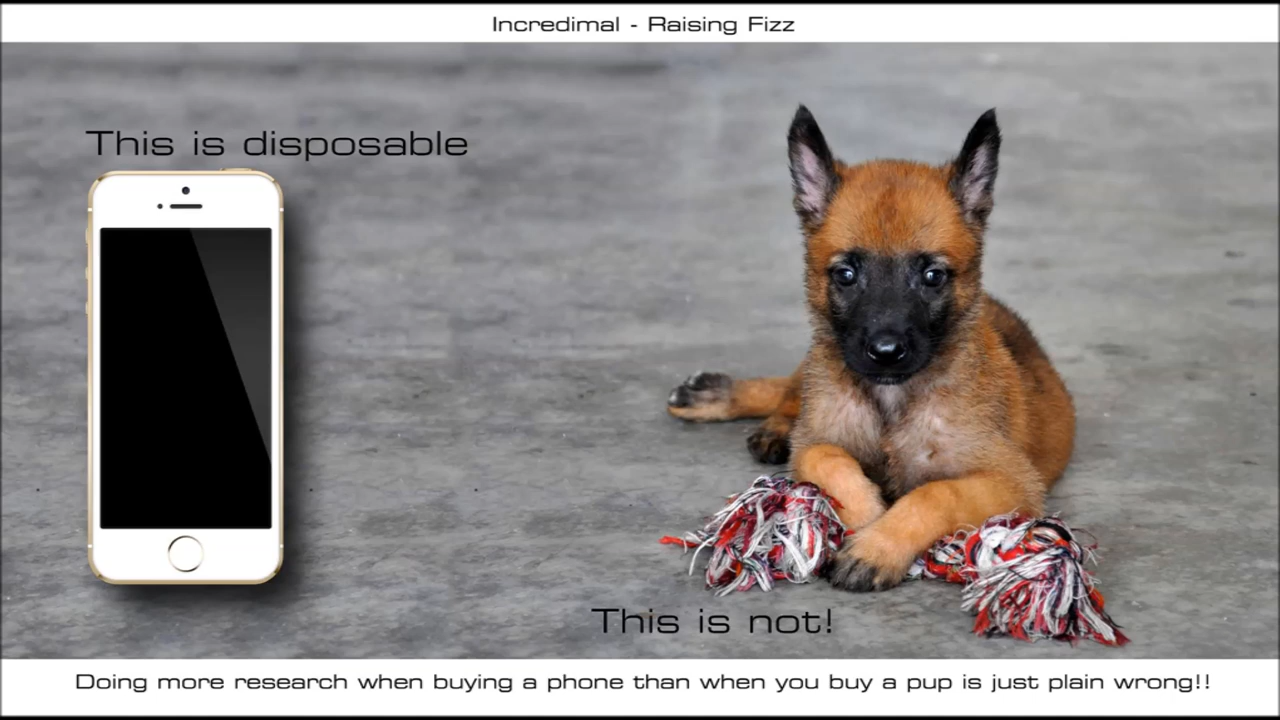 Incredimal - Raising Fizz
This is disposable
This is not!
Doing more research when buying a phone than when you buy a pup is just plain wrong!!